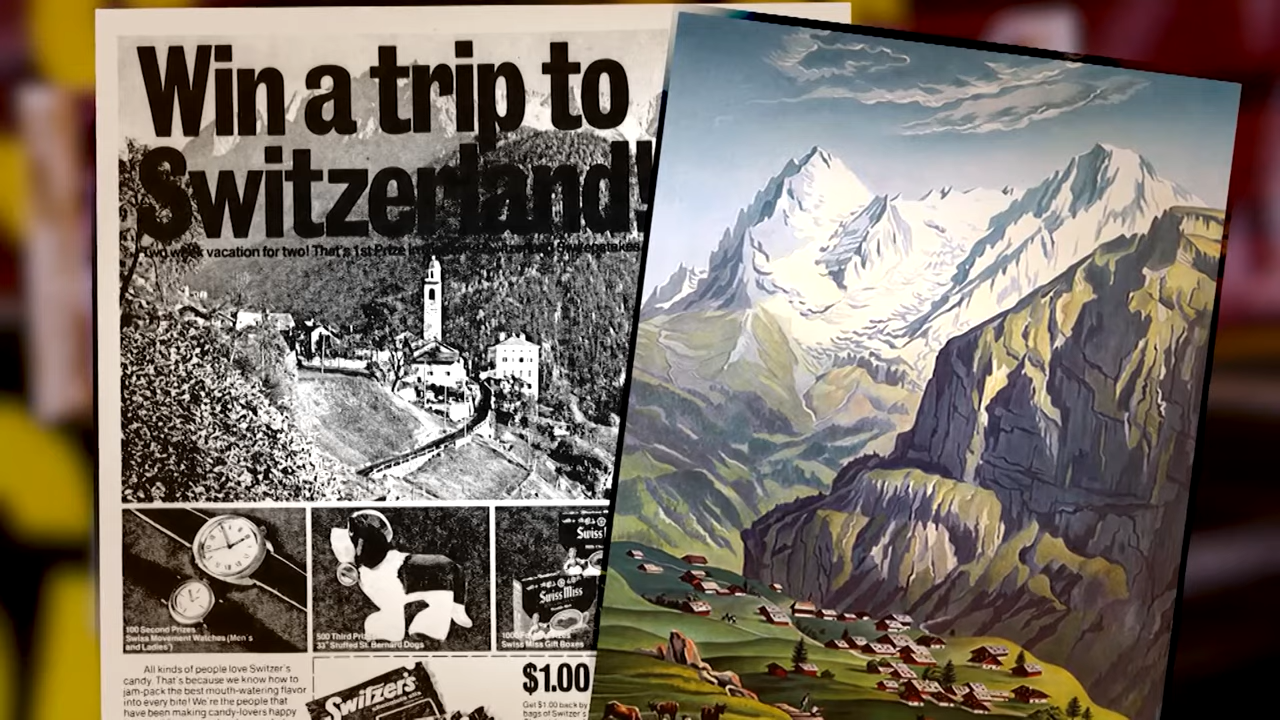 Win a trip to
Switzerland!
Two week vacation for two! That's 1st Prize in Sweepstakes
100 Second Prizes
Swiss Movement Watches (Men's
and Ladies')
500 Third
33" Stuffed St. Bernard Dogs
Swiss
Swiss Miss
Swiss Miss Gift Boxes
All kinds of people love Switzer's
candy. That's because we know how to
jam-pack the best mouth-watering flavor
into every bite! We're the people that
have been making candy-lovers happy
Switzer's
$1.00
Get $1.00 back by
bags of Switzer's